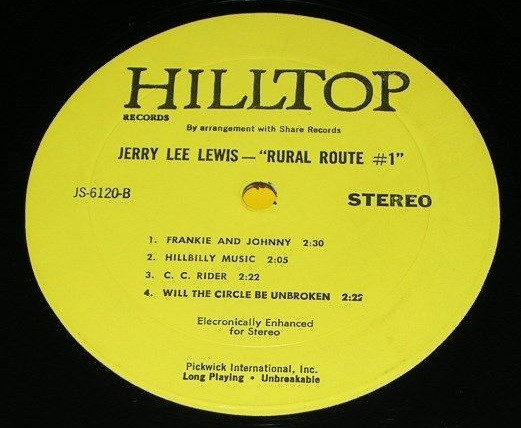 HILLTOP
RECORDS
By arrangement with Share Records
JERRY LEE LEWIS — "RURAL ROUTE #1"
JS-6120-B
STEREO
1. FRANKIE AND JOHNNY 2:30
2. HILLBILLY MUSIC 2:05
3. C. C. RIDER 2:22
4. WILL THE CIRCLE BE UNBROKEN 2:22
Elecronically Enhanced
for Stereo
Pickwick International, Inc.
Long Playing • Unbreakable